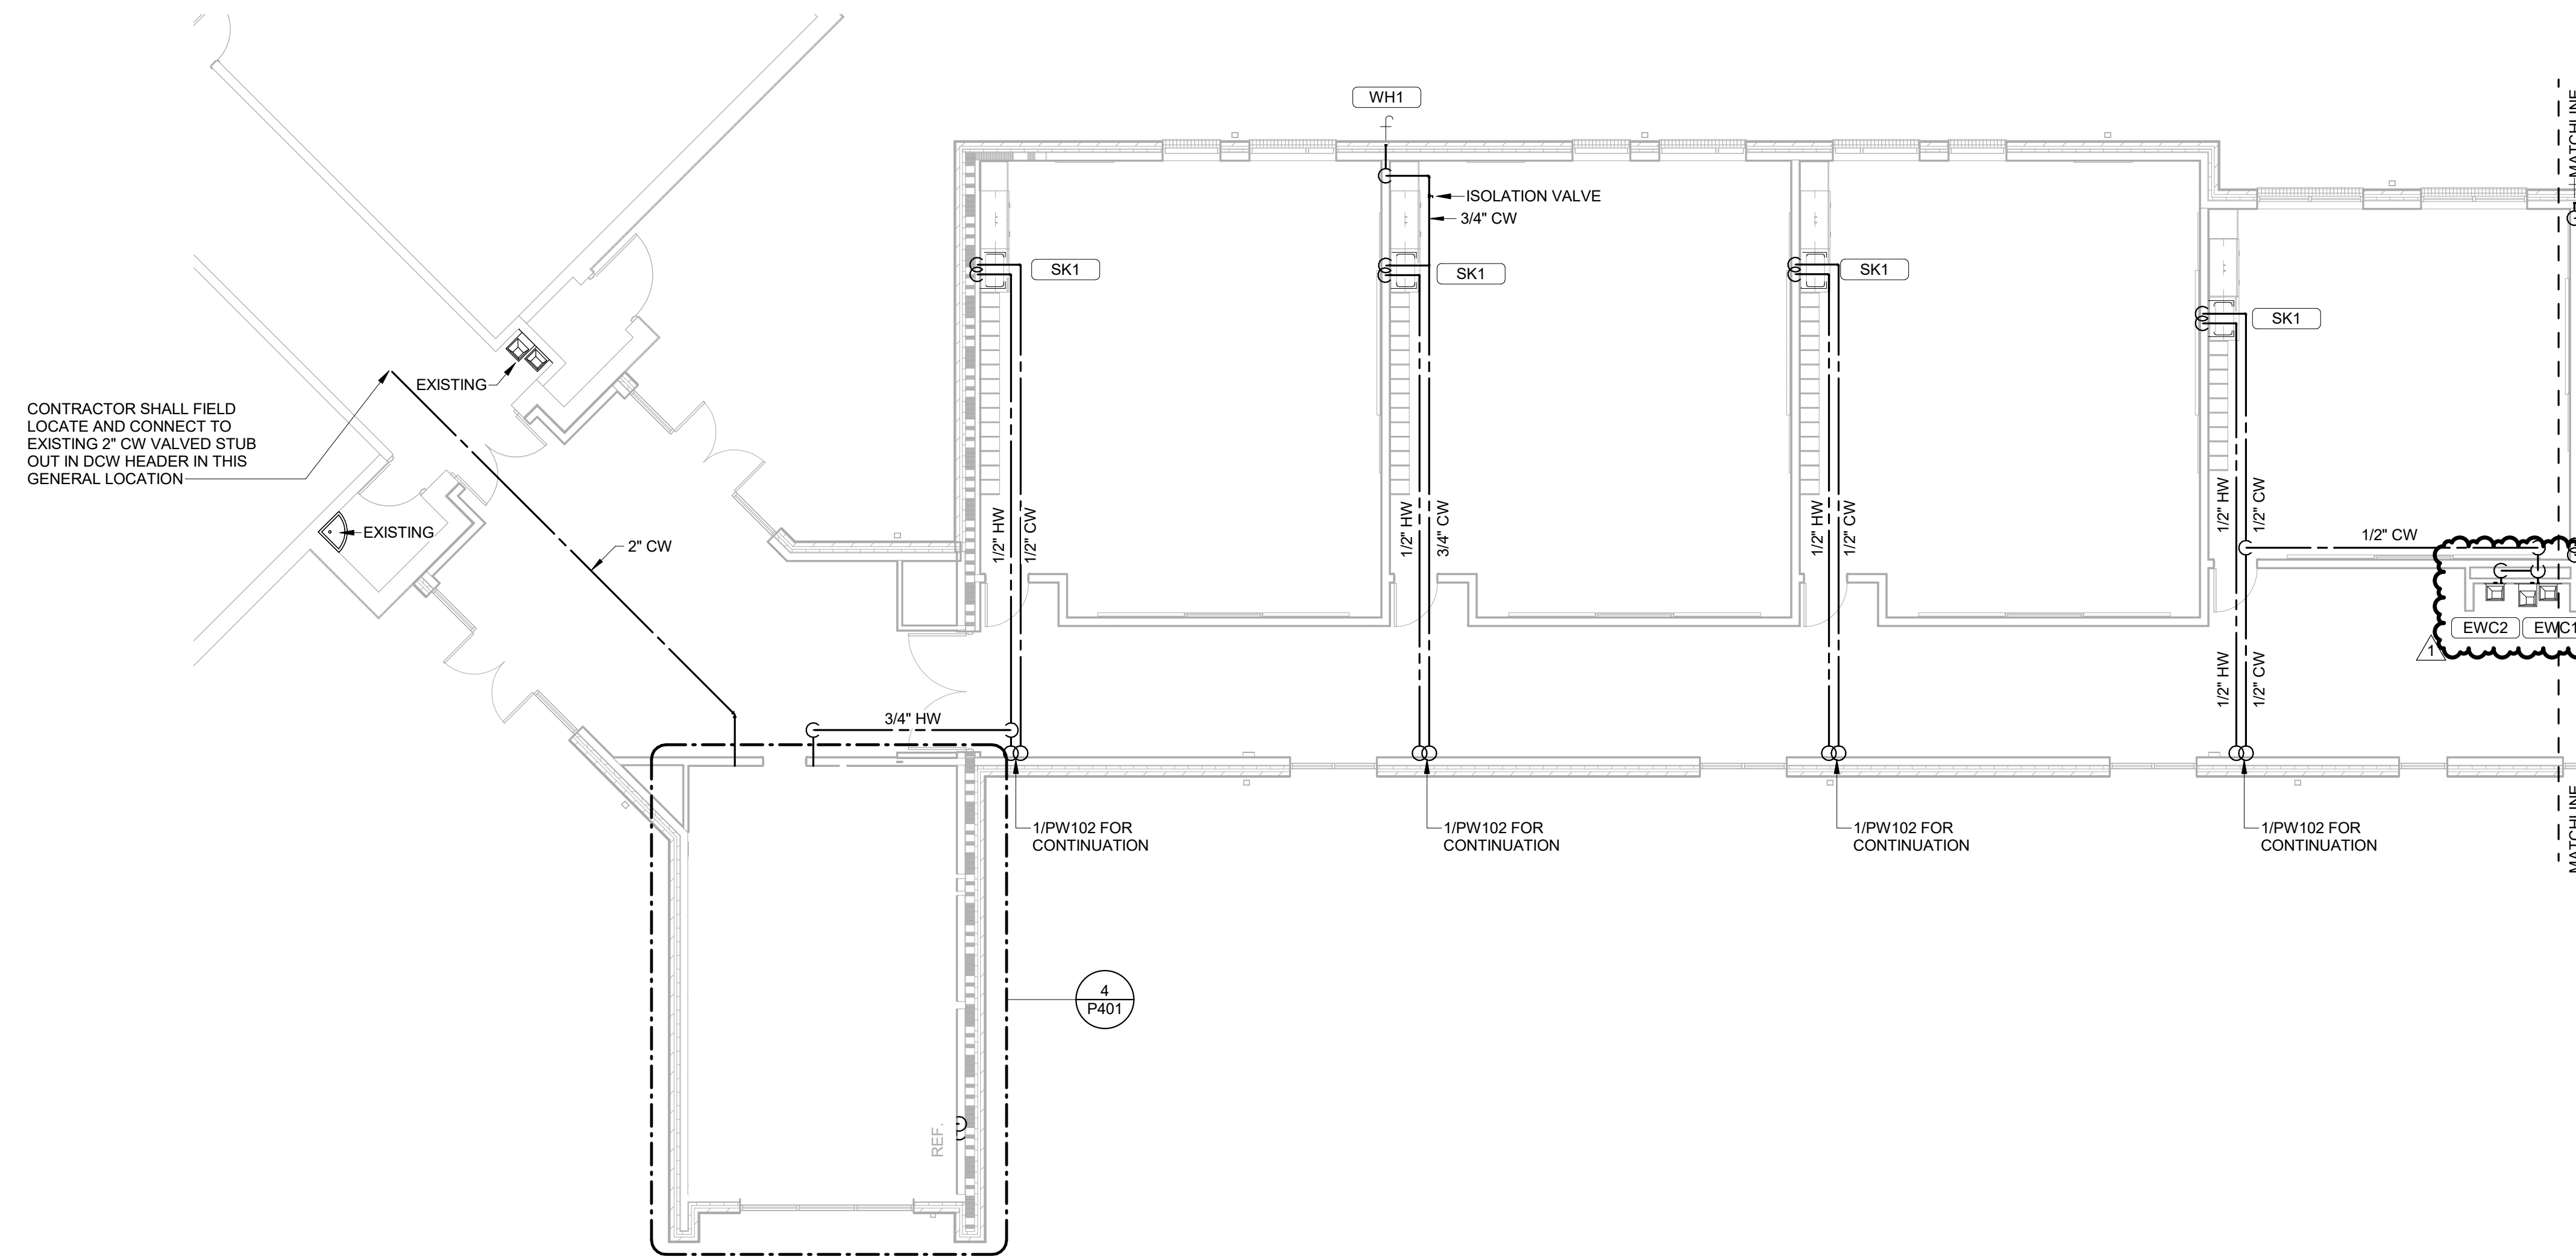 WH1
MATCHLINE
ISOLATION VALVE
3/4" CW
SK1
SK1
SK1
SK1
EXISTING
CONTRACTOR SHALL FIELD
LOCATE AND CONNECT TO
EXISTING 2" CW VALVED STUB
OUT IN DCW HEADER IN THIS
GENERAL LOCATION
EXISTING
2" CW
1/2" HW
1/2" CW
1/2" HW
3/4" CW
1/2" HW
1/2" CW
1/2" HW
1/2" CW
1/2" CW
EWC2
EWC1
1
1/2" HW
1/2" CW
3/4" HW
1/PW102 FOR
CONTINUATION
1/PW102 FOR
CONTINUATION
1/PW102 FOR
CONTINUATION
1/PW102 FOR
CONTINUATION
MATCHLINE
4
P401
REF.